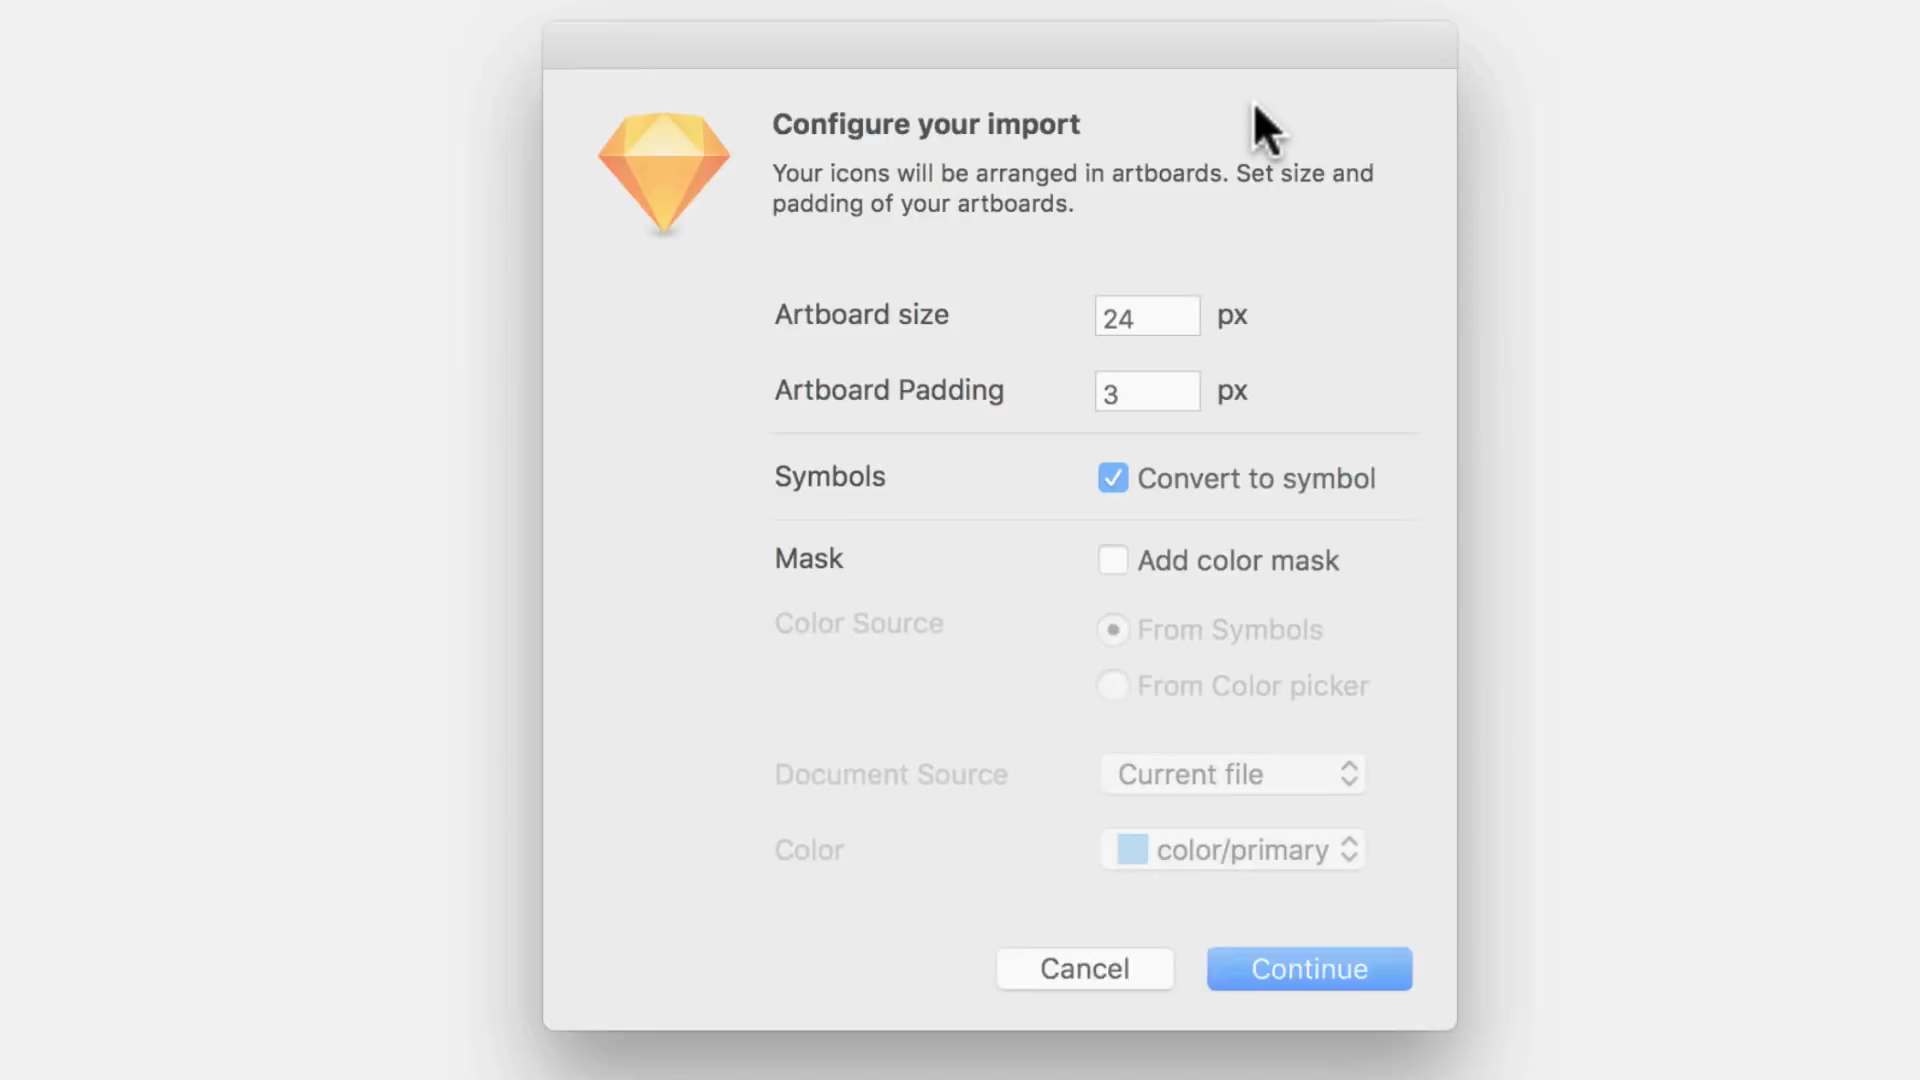 Configure your import
Your icons will be arranged in artboards. Set size and
padding of your artboards.
Artboard size 24 px
Artboard Padding 3 px
Symbols Convert to symbol
Mask Add color mask
Color Source From Symbols
From Color picker
Document Source Current file
Color color/primary
Cancel Continue